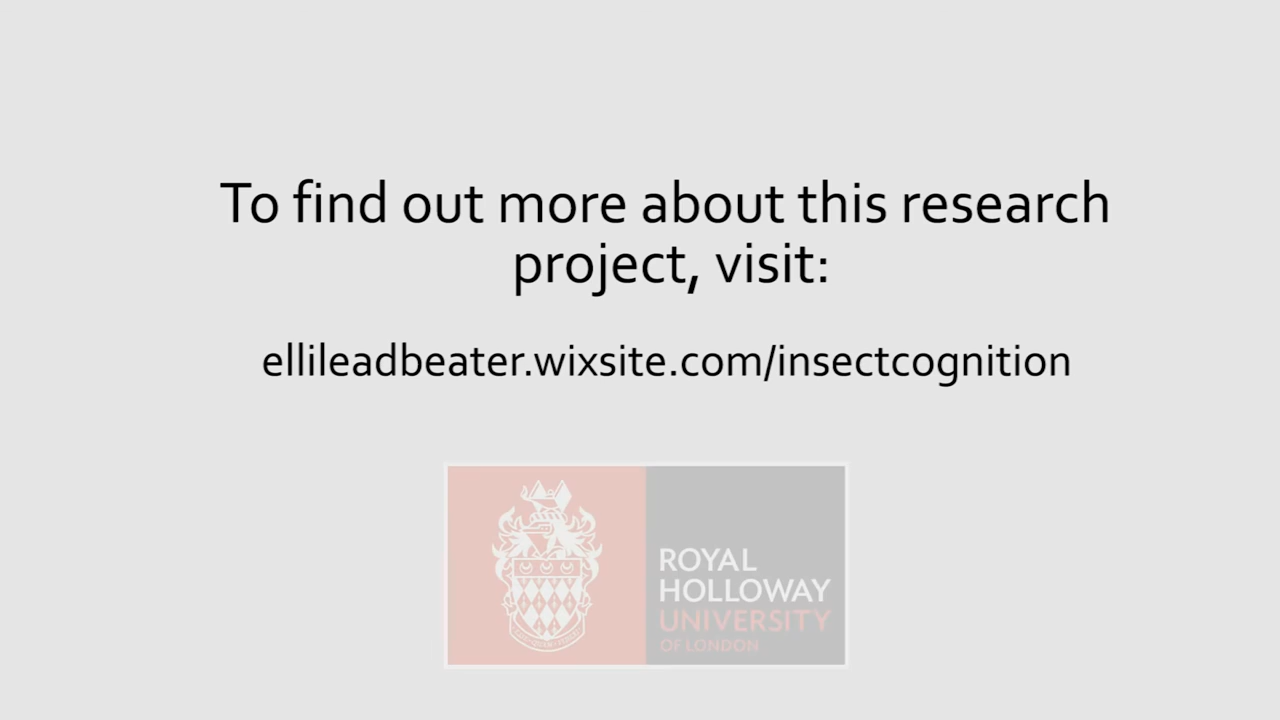 To find out more about this research
project, visit:
ellileadbeater.wixsite.com/insectcognition
ROYAL
HOLLOWAY
UNIVERSITY
OF LONDON